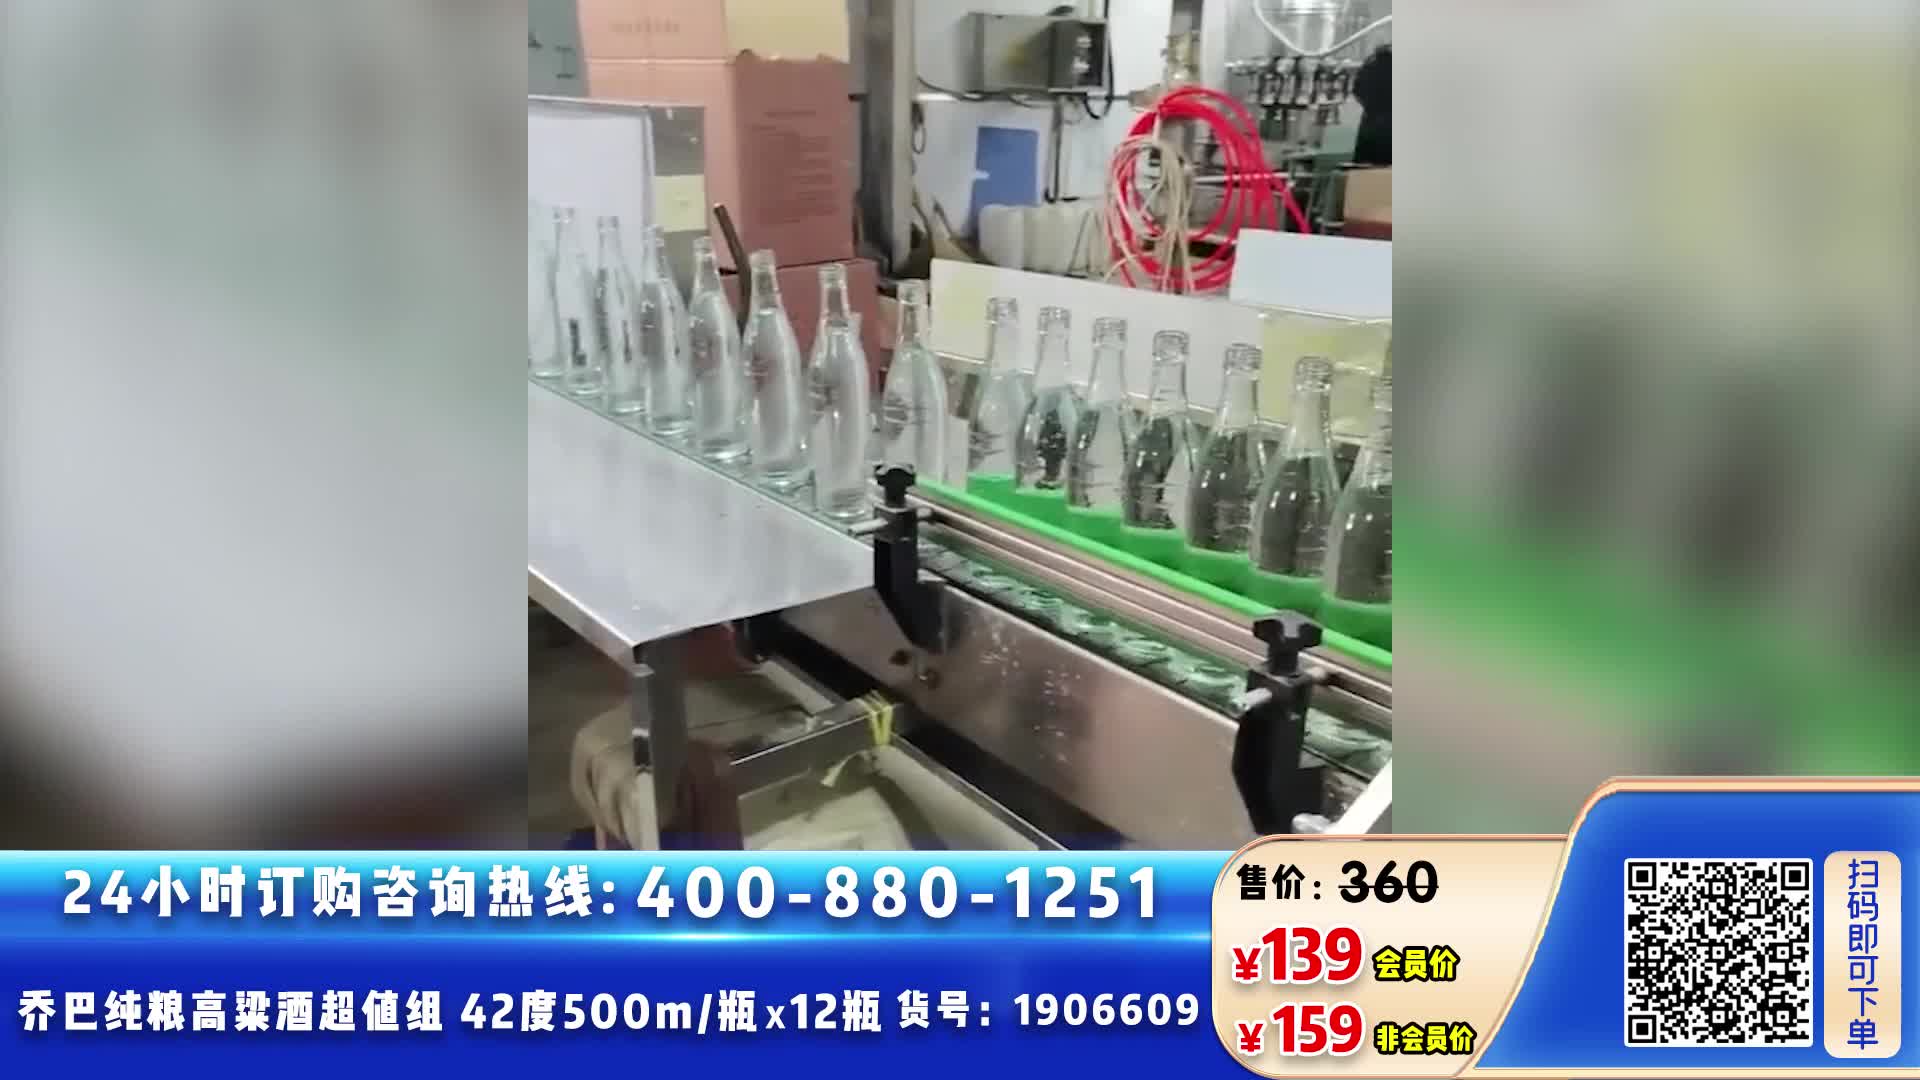 24小时订购咨询热线:400-880-1251
乔巴纯粮高粱酒超值组 42度500m/瓶x12瓶 货号：1906609
售价：360
¥139 会员价
¥159 非会员价
扫码即可下单